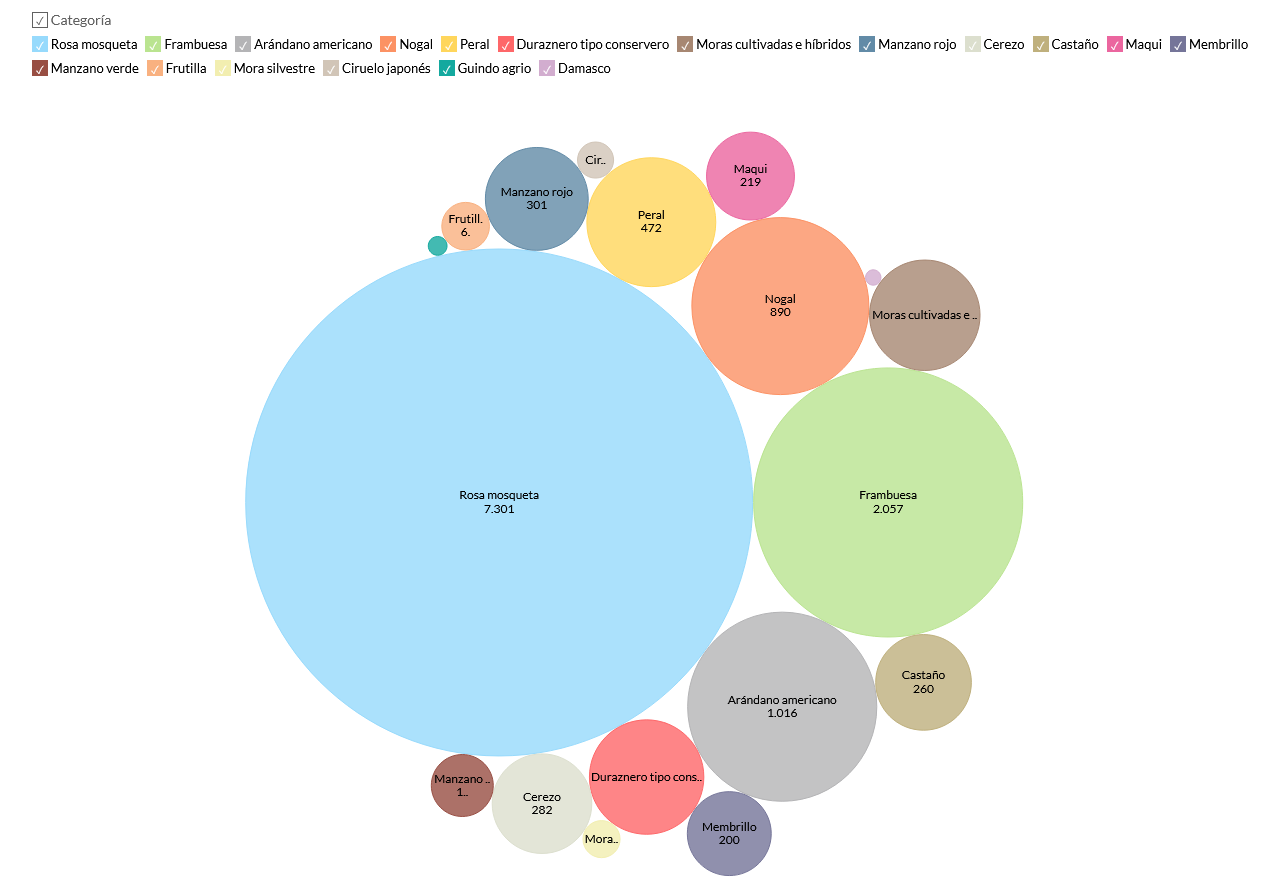 Categoría
Rosa mosqueta Frambuesa Arándano americano Nogal Peral Duraznero tipo conservero Moras cultivadas e híbridos Manzano rojo Cerezo Castaño Maqui Membrillo
Manzano verde Frutilla Mora silvestre Ciruelo japonés Guindo agrio Damasco
Maqui
219
Cir..
Manzano rojo
301
Peral
472
Frutill.
6.
Nogal
890
Moras cultivadas e ..
Rosa mosqueta
7.301
Frambuesa
2.057
Castaño
260
Arándano americano
1.016
Duraznero tipo cons..
Manzano ..
1..
Cerezo
282
Membrillo
200
Mora..